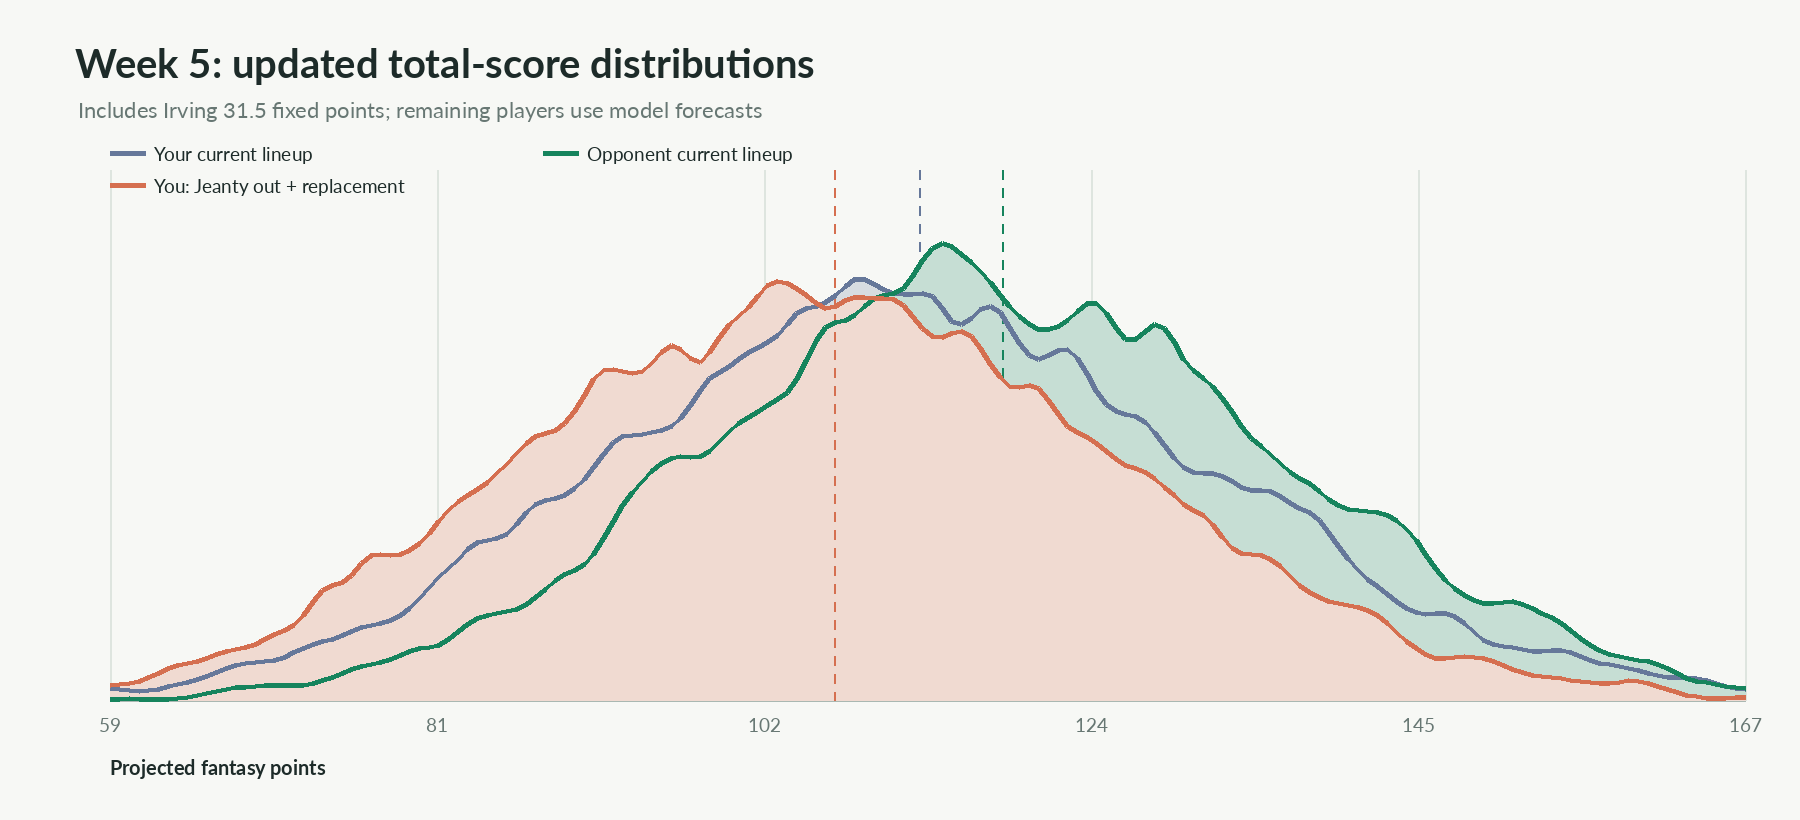 Week 5: updated total-score distributions
Includes Irving 31.5 fixed points; remaining players use model forecasts
Your current lineup
Opponent current lineup
You: Jeanty out + replacement
59 81 102 124 145 167
Projected fantasy points